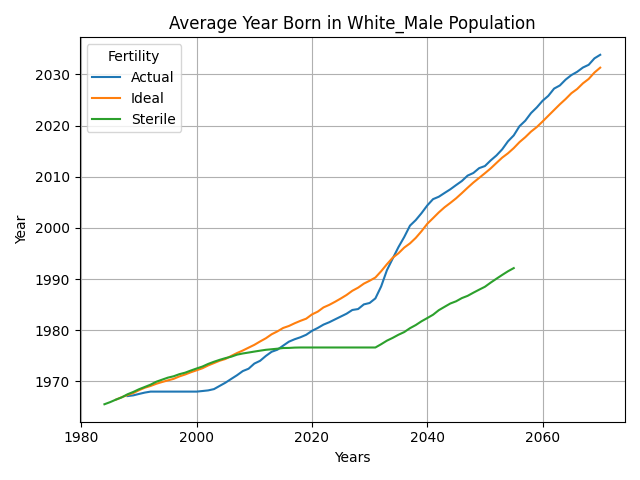 Average Year Born in White_Male Population
Fertility
Actual
Ideal
Sterile
Year
2030
2020
2010
2000
1990
1980
1970
1980
2000
2020
2040
2060
Years